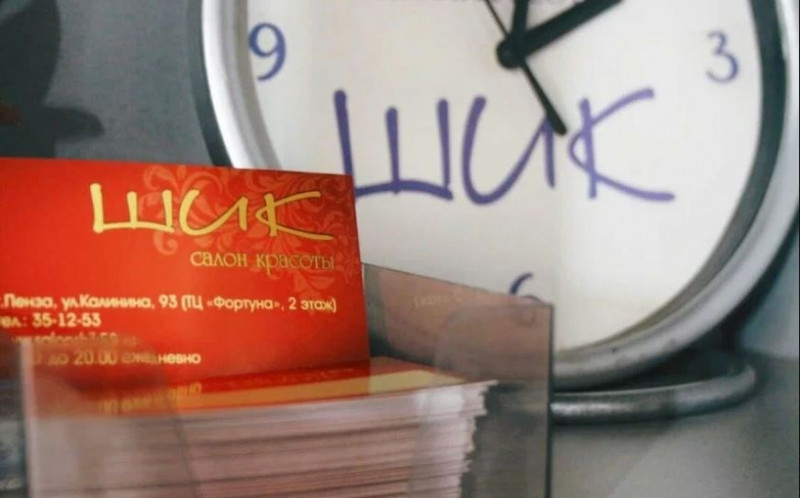 9
3
ШИК
6
ШИК
салон красоты
г.Пенза, ул.Калинина, 93 (ТЦ «Фортуна», 2 этаж)
тел.: 35-12-53
до 20.00 ежедневно